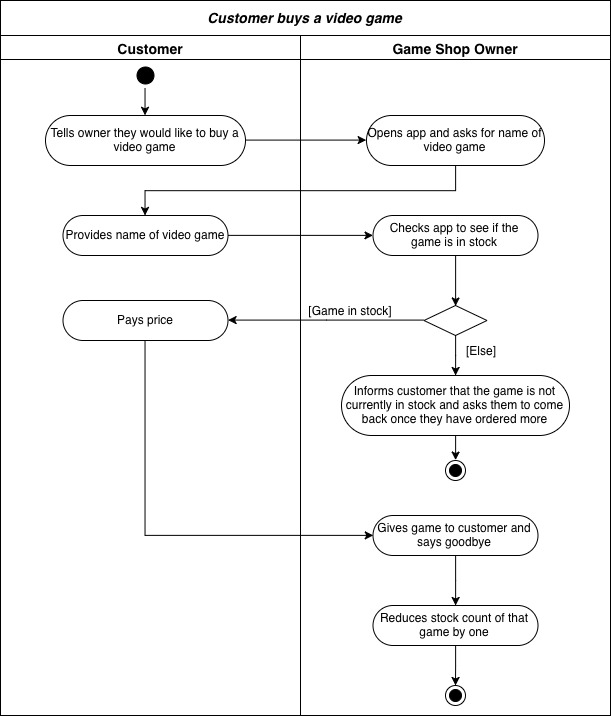 Customer buys a video game
Customer
Game Shop Owner
Tells owner they would like to buy a
video game
Opens app and asks for name of
video game
Provides name of video game
Checks app to see if the
game is in stock
[Game in stock]
Pays price
[Else]
Informs customer that the game is not
currently in stock and asks them to come
back once they have ordered more
Gives game to customer and
says goodbye
Reduces stock count of that
game by one